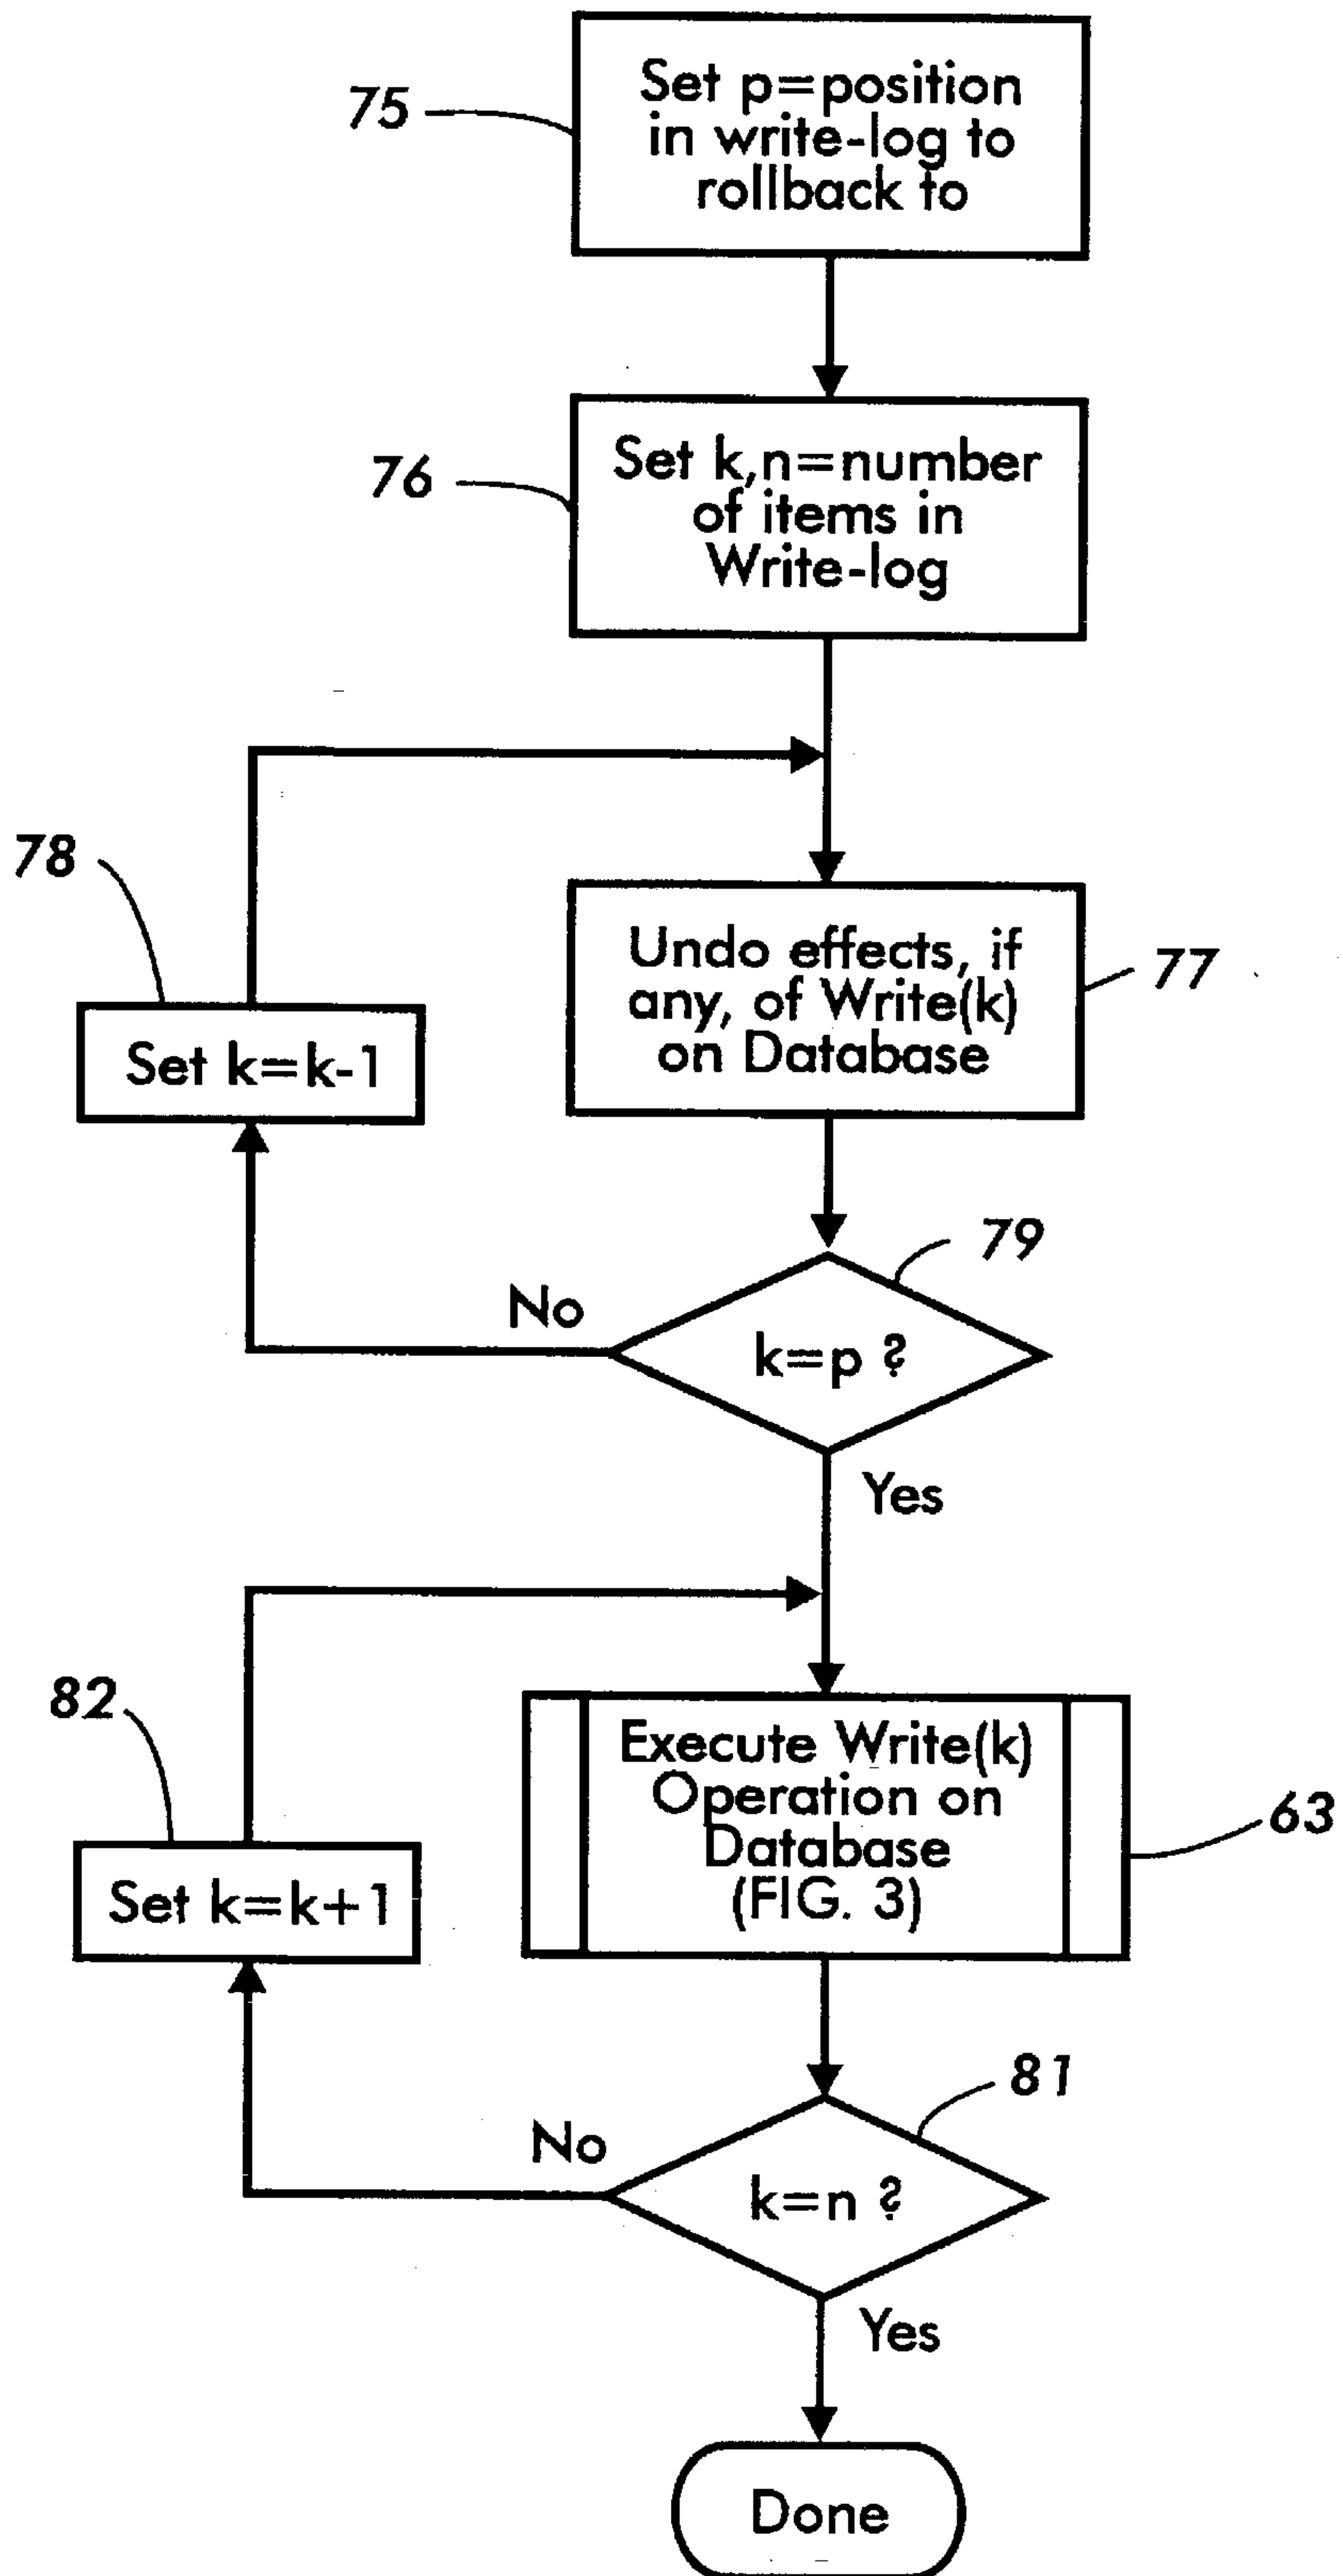 75
Set p=position
in write-log to
rollback to
76
Set k,n=number
of items in
Write-log
78
Undo effects, if
any, of Write(k)
on Database
77
Set k=k-1
79
No
k=p ?
Yes
82
Execute Write(k)
Operation on
Database
(FIG. 3)
63
Set k=k+1
81
No
k=n ?
Yes
Done